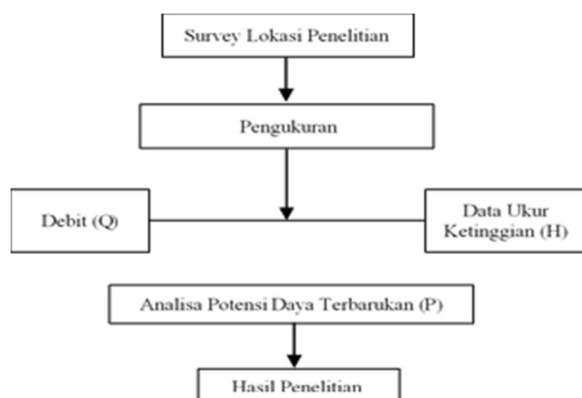 Survey Lokasi Penelitian
Pengukuran
Debit (Q)
Data Ukur
Ketinggian (H)
Analisa Potensi Daya Terbarukan (P)
Hasil Penelitian